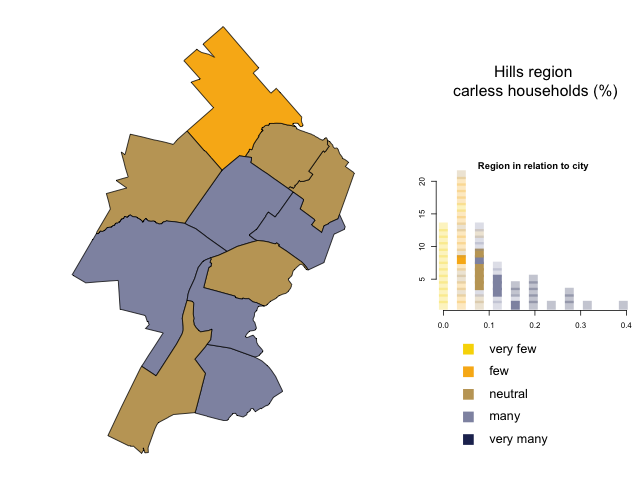 Hills region
carless households (%)
Region in relation to city
20
15
10
5
0.0 0.1 0.2 0.3 0.4
very few
few
neutral
many
very many